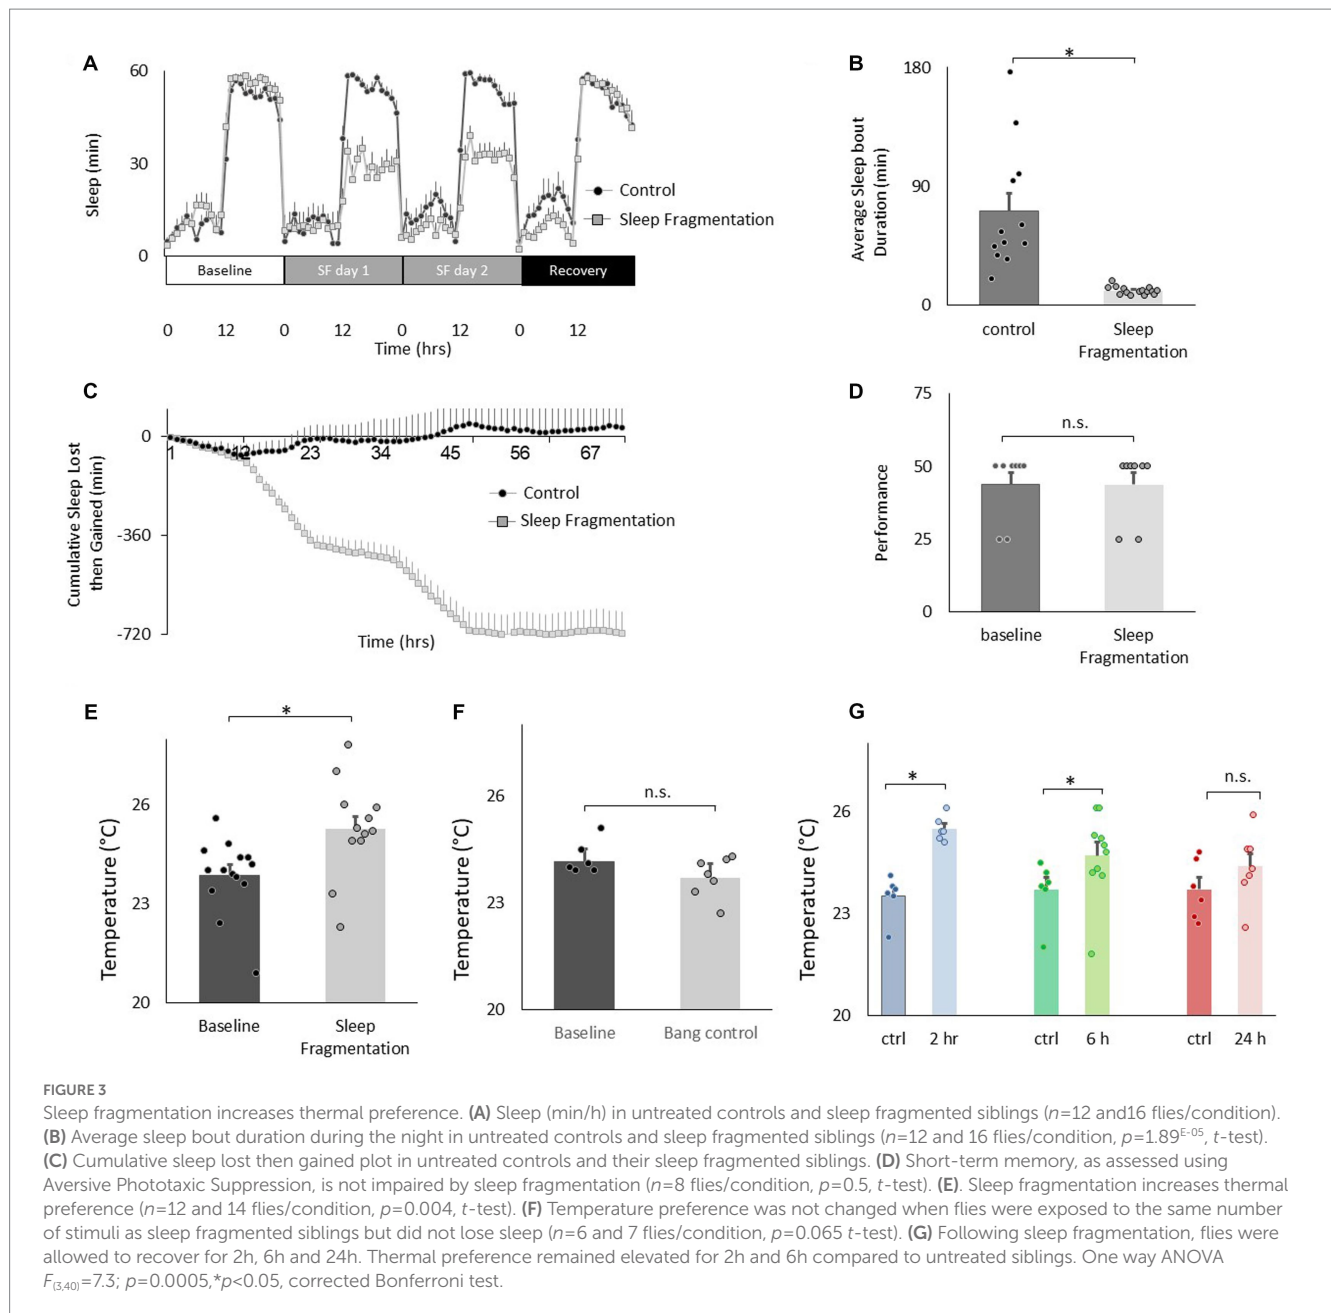 A
60
30
0
Sleep (min)
Control
Sleep Fragmentation
Baseline
SF day 1
SF day 2
Recovery
0 12 0 12 0 12 0 12
Time (hrs)
B
*
180
90
0
Average Sleep bout
Duration (min)
control
Sleep
Fragmentation
C
0
-360
-720
Cumulative Sleep Lost
then Gained (min)
1 12 23 34 45 56 67
Control
Sleep Fragmentation
Time (hrs)
D
75
50
25
0
Performance
n.s.
baseline
Sleep
Fragmentation
E
*
26
23
20
Temperature (°C)
Baseline
Sleep
Fragmentation
F
n.s.
26
23
20
Temperature (°C)
Baseline
Bang control
G
*
*
n.s.
26
23
20
Temperature (°C)
ctrl 2 hr ctrl 6 h ctrl 24 h
FIGURE 3
Sleep fragmentation increases thermal preference. (A) Sleep (min/h) in untreated controls and sleep fragmented siblings (n=12 and16 flies/condition).
(B) Average sleep bout duration during the night in untreated controls and sleep fragmented siblings (n=12 and 16 flies/condition, p=1.89E-05, t-test).
(C) Cumulative sleep lost then gained plot in untreated controls and their sleep fragmented siblings. (D) Short-term memory, as assessed using
Aversive Phototaxic Suppression, is not impaired by sleep fragmentation (n=8 flies/condition, p=0.5, t-test). (E). Sleep fragmentation increases thermal
preference (n=12 and 14 flies/condition, p=0.004, t-test). (F) Temperature preference was not changed when flies were exposed to the same number
of stimuli as sleep fragmented siblings but did not lose sleep (n=6 and 7 flies/condition, p=0.065 t-test). (G) Following sleep fragmentation, flies were
allowed to recover for 2h, 6h and 24h. Thermal preference remained elevated for 2h and 6h compared to untreated siblings. One way ANOVA
F(3,40)=7.3; p=0.0005,*p<0.05, corrected Bonferroni test.